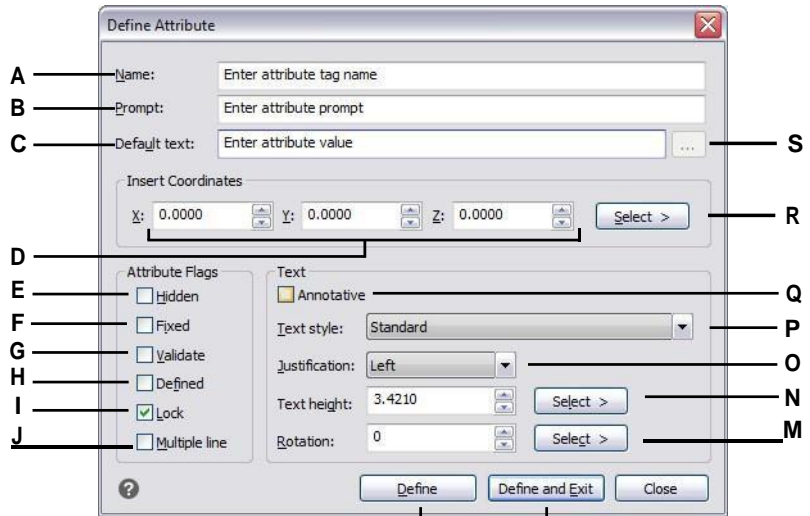 Define Attribute
A Name: Enter attribute tag name
B Prompt: Enter attribute prompt
C Default text: Enter attribute value ... S
Insert Coordinates
X: 0.0000 Y: 0.0000 Z: 0.0000 Select > R
D
Attribute Flags Text
E Hidden Annotative Q
F Fixed Text style: Standard P
G Validate Justification: Left O
H Defined
I Lock Text height: 3.4210 Select > N
J Multiple line Rotation: 0 Select > M
? Define Define and Exit Close